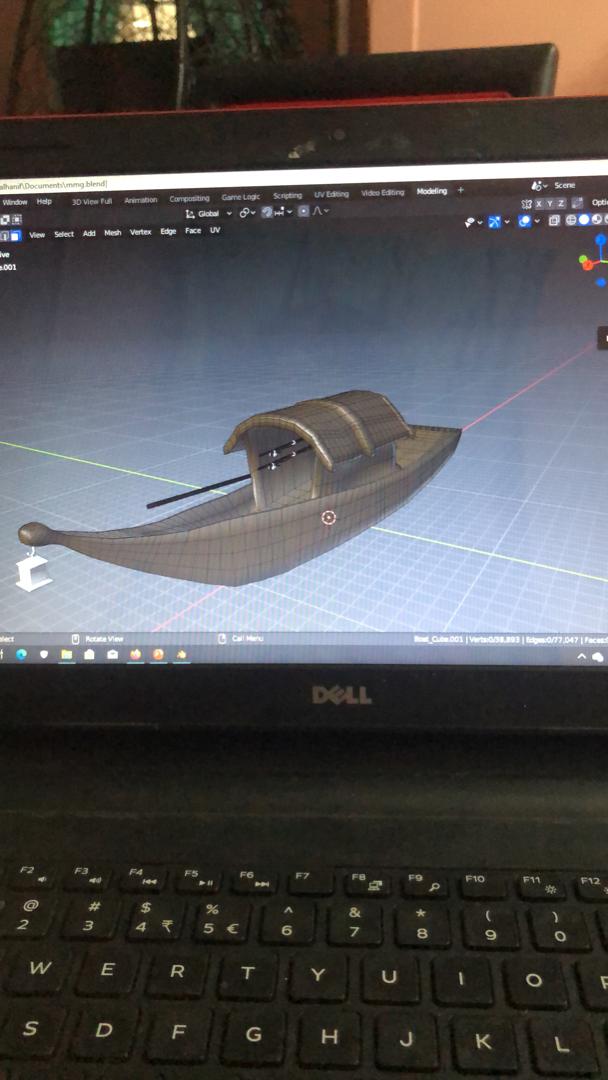 alhanif\Documents\mmg.blend]
Window Help 3D View Full Animation Compositing Game Logic Scripting UV Editing Video Editing Modeling + Scene
Global X Y Z Opti
View Select Add Mesh Vertex Edge Face UV
ive
e.001
elect Rotate View Call Menu Boat_Cube.001 | Verts:0/38,893 | Edges:0/77,047 | Faces:
DELL
F2 F3 F4 F5 F6 F7 F8 F9 F10 F11 F12
@ # $ % ^ & * ( )
2 3 4 ₹ 5 € 6 7 8 9 0
W E R T Y U I O
S D F G H J K L